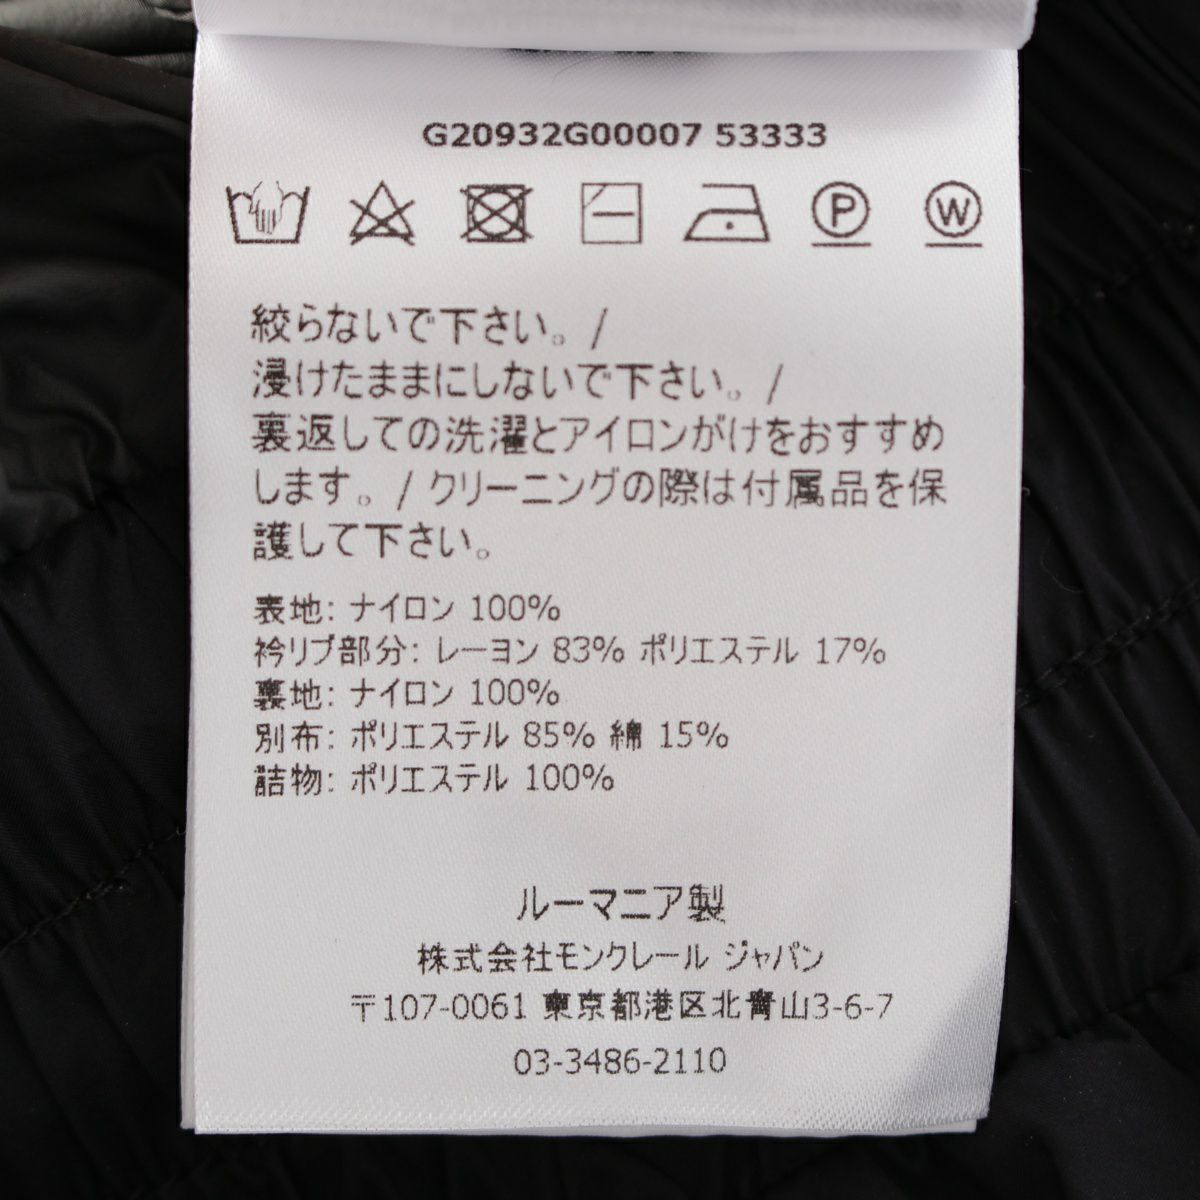 G20932G00007 53333
P W
絞らないで下さい。/
浸けたままにしないで下さい。/
裏返しての洗濯とアイロンがけをおすすめ
します。/ クリーニングの際は付属品を保
護して下さい。
表地: ナイロン 100%
衿リブ部分: レーヨン 83% ポリエステル 17%
裏地: ナイロン 100%
別布: ポリエステル 85% 綿 15%
詰物: ポリエステル 100%
ルーマニア製
株式会社モンクレール ジャパン
〒107-0061 東京都港区北青山3-6-7
03-3486-2110